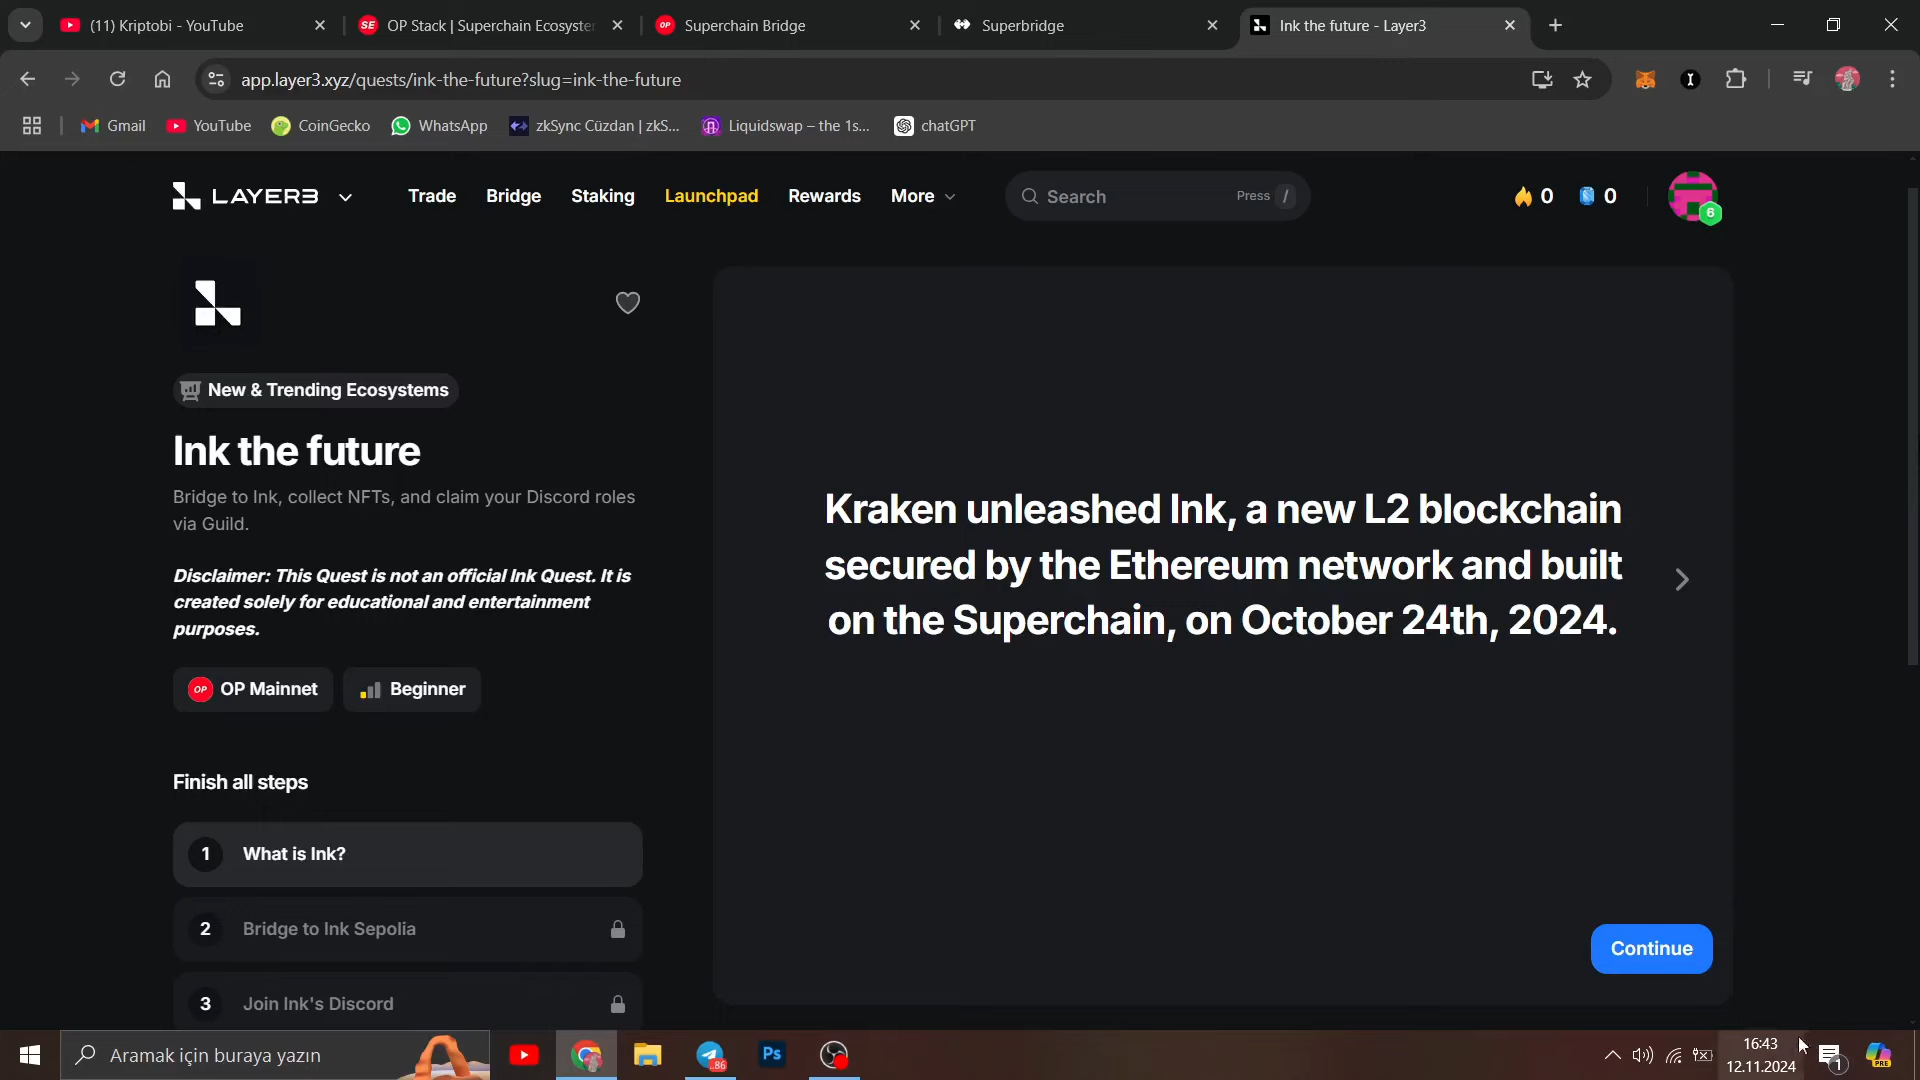 (11) Kriptobi - YouTube
OP Stack | Superchain Ecosyster
Superchain Bridge
Superbridge
Ink the future - Layer3
app.layer3.xyz/quests/ink-the-future?slug=ink-the-future
Gmail
YouTube
CoinGecko
WhatsApp
zkSync Cüzdan | zkS...
Liquidswap – the 1s...
chatGPT
LAYER3
Trade
Bridge
Staking
Launchpad
Rewards
More
Search
Press /
0
0
6
New & Trending Ecosystems
Ink the future
Bridge to Ink, collect NFTs, and claim your Discord roles
via Guild.
Disclaimer: This Quest is not an official Ink Quest. It is
created solely for educational and entertainment
purposes.
OP OP Mainnet
Beginner
Finish all steps
1 What is Ink?
2 Bridge to Ink Sepolia
3 Join Ink's Discord
Kraken unleashed Ink, a new L2 blockchain
secured by the Ethereum network and built
on the Superchain, on October 24th, 2024.
Continue
Aramak için buraya yazın
Ps
16:43
12.11.2024
1